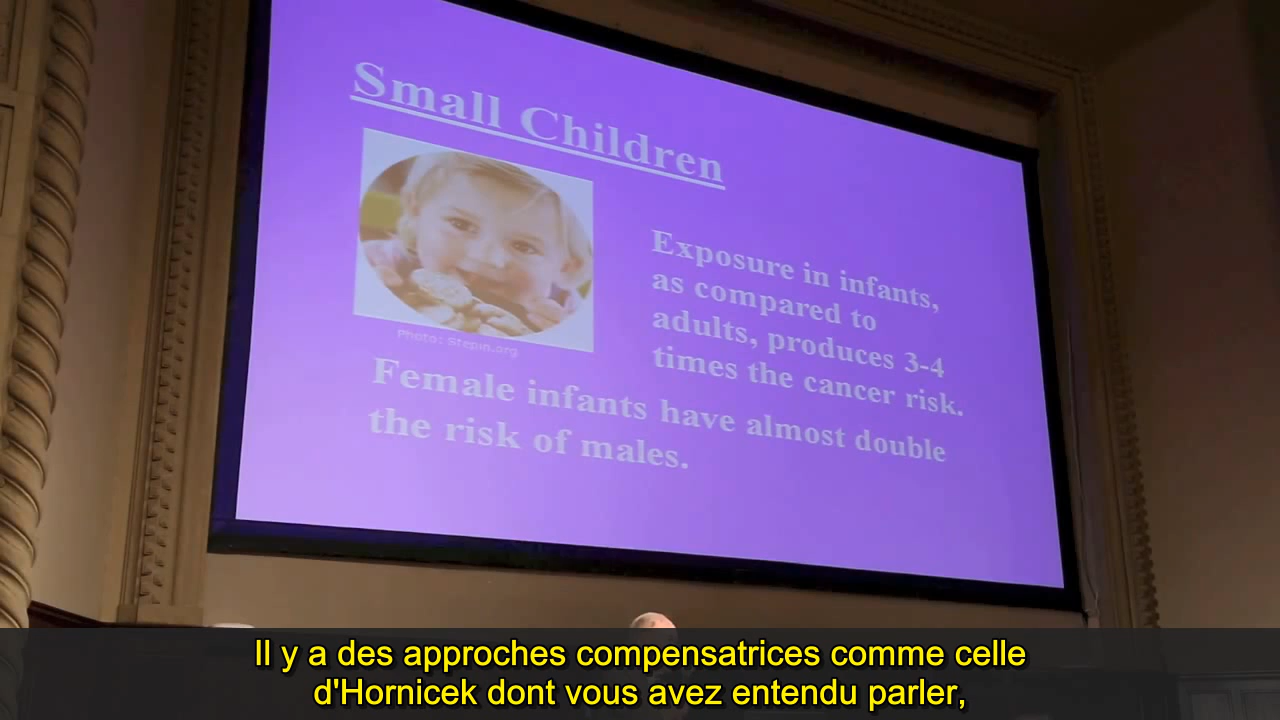 Small Children
Exposure in infants,
as compared to
adults, produces 3-4
times the cancer risk.
Photo: Stepin.org
Female infants have almost double
the risk of males.
Il y a des approches compensatrices comme celle
d'Hornicek dont vous avez entendu parler,